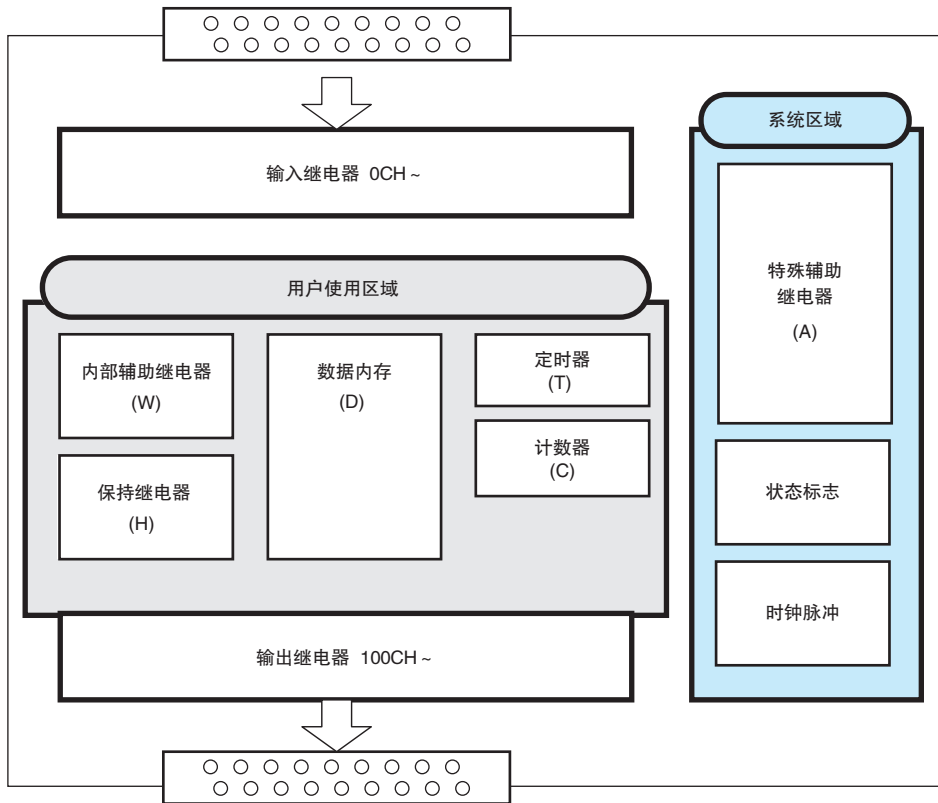 系统区域
输入继电器 0CH ~
特殊辅助
继电器
(A)
用户使用区域
内部辅助继电器
(W)
数据内存
(D)
定时器
(T)
计数器
(C)
保持继电器
(H)
状态标志
时钟脉冲
输出继电器 100CH ~